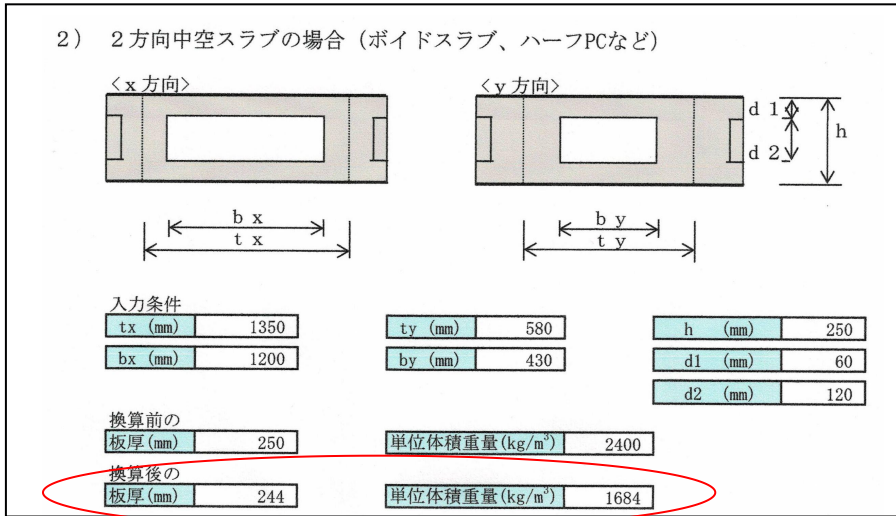 2) 2方向中空スラブの場合（ボイドスラブ、ハーフPCなど）
＜x方向＞ ＜y方向＞
d 1
h
d 2
b x b y
t x t y
入力条件
tx (mm) 1350 ty (mm) 580 h (mm) 250
bx (mm) 1200 by (mm) 430 d1 (mm) 60
d2 (mm) 120
換算前の
板厚(mm) 250 単位体積重量(kg/m³) 2400
換算後の
板厚(mm) 244 単位体積重量(kg/m³) 1684